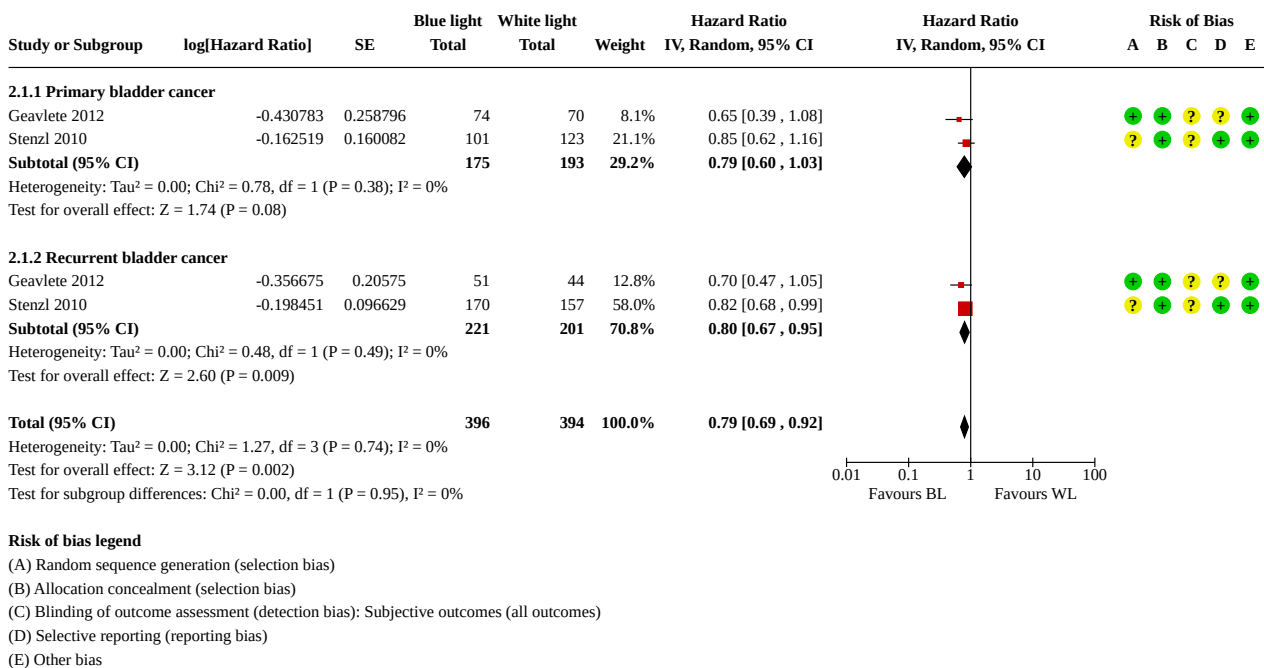 Blue light White light Hazard Ratio Hazard Ratio Risk of Bias
Study or Subgroup log[Hazard Ratio] SE Total Total Weight IV, Random, 95% CI IV, Random, 95% CI A B C D E
2.1.1 Primary bladder cancer
Geavlete 2012 -0.430783 0.258796 74 70 8.1% 0.65 [0.39 , 1.08] + + ? ? +
Stenzl 2010 -0.162519 0.160082 101 123 21.1% 0.85 [0.62 , 1.16] ? + ? + +
Subtotal (95% CI) 175 193 29.2% 0.79 [0.60 , 1.03]
Heterogeneity: Tau² = 0.00; Chi² = 0.78, df = 1 (P = 0.38); I² = 0%
Test for overall effect: Z = 1.74 (P = 0.08)
2.1.2 Recurrent bladder cancer
Geavlete 2012 -0.356675 0.20575 51 44 12.8% 0.70 [0.47 , 1.05] + + ? ? +
Stenzl 2010 -0.198451 0.096629 170 157 58.0% 0.82 [0.68 , 0.99] ? + ? + +
Subtotal (95% CI) 221 201 70.8% 0.80 [0.67 , 0.95]
Heterogeneity: Tau² = 0.00; Chi² = 0.48, df = 1 (P = 0.49); I² = 0%
Test for overall effect: Z = 2.60 (P = 0.009)
Total (95% CI) 396 394 100.0% 0.79 [0.69 , 0.92]
Heterogeneity: Tau² = 0.00; Chi² = 1.27, df = 3 (P = 0.74); I² = 0%
Test for overall effect: Z = 3.12 (P = 0.002)
0.01 0.1 1 10 100
Test for subgroup differences: Chi² = 0.00, df = 1 (P = 0.95), I² = 0%
Favours BL Favours WL
Risk of bias legend
(A) Random sequence generation (selection bias)
(B) Allocation concealment (selection bias)
(C) Blinding of outcome assessment (detection bias): Subjective outcomes (all outcomes)
(D) Selective reporting (reporting bias)
(E) Other bias